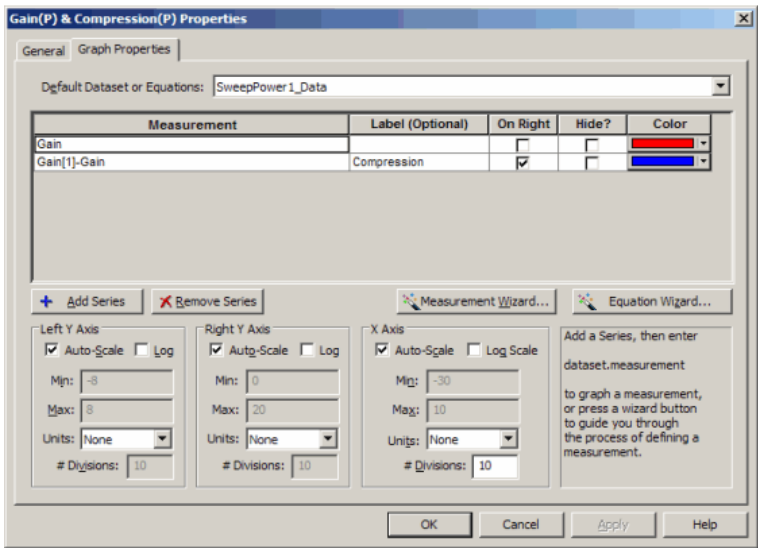 Gain(P) & Compression(P) Properties
General Graph Properties
Default Dataset or Equations: SweepPower1_Data
Measurement Label (Optional) On Right Hide? Color
Gain
Gain[1]-Gain Compression
Add Series Remove Series Measurement Wizard... Equation Wizard...
Left Y Axis Right Y Axis X Axis
Auto-Scale Log Auto-Scale Log Auto-Scale Log Scale
Min: -8 Min: 0 Min: -30
Max: 8 Max: 20 Max: 10
Units: None Units: None Units: None
# Divisions: 10 # Divisions: 10 # Divisions: 10
Add a Series, then enter
dataset.measurement
to graph a measurement,
or press a wizard button
to guide you through
the process of defining a
measurement.
OK Cancel Apply Help